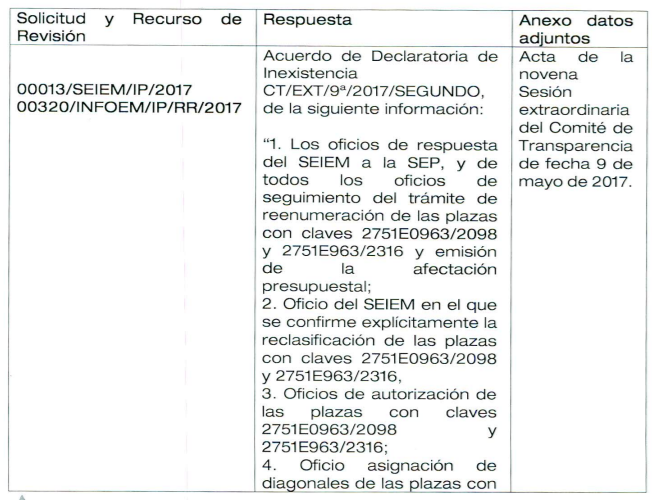 Solicitud y Recurso de
Revisión
Respuesta
Anexo datos
adjuntos
00013/SEIEM/IP/2017
00320/INFOEM/IP/RR/2017
Acuerdo de Declaratoria de
Inexistencia
CT/EXT/9ª/2017/SEGUNDO,
de la siguiente información:
“1. Los oficios de respuesta
del SEIEM a la SEP, y de
todos los oficios de
seguimiento del trámite de
reenumeración de las plazas
con claves 2751E0963/2098
y 2751E963/2316 y emisión
de la afectación
presupuestal;
2. Oficio del SEIEM en el que
se confirme explícitamente la
reclasificación de las plazas
con claves 2751E0963/2098
y 2751E963/2316,
3. Oficios de autorización de
las plazas con claves
2751E0963/2098 y
2751E963/2316;
4. Oficio asignación de
diagonales de las plazas con
Acta de la
novena
Sesión
extraordinaria
del Comité de
Transparencia
de fecha 9 de
mayo de 2017.